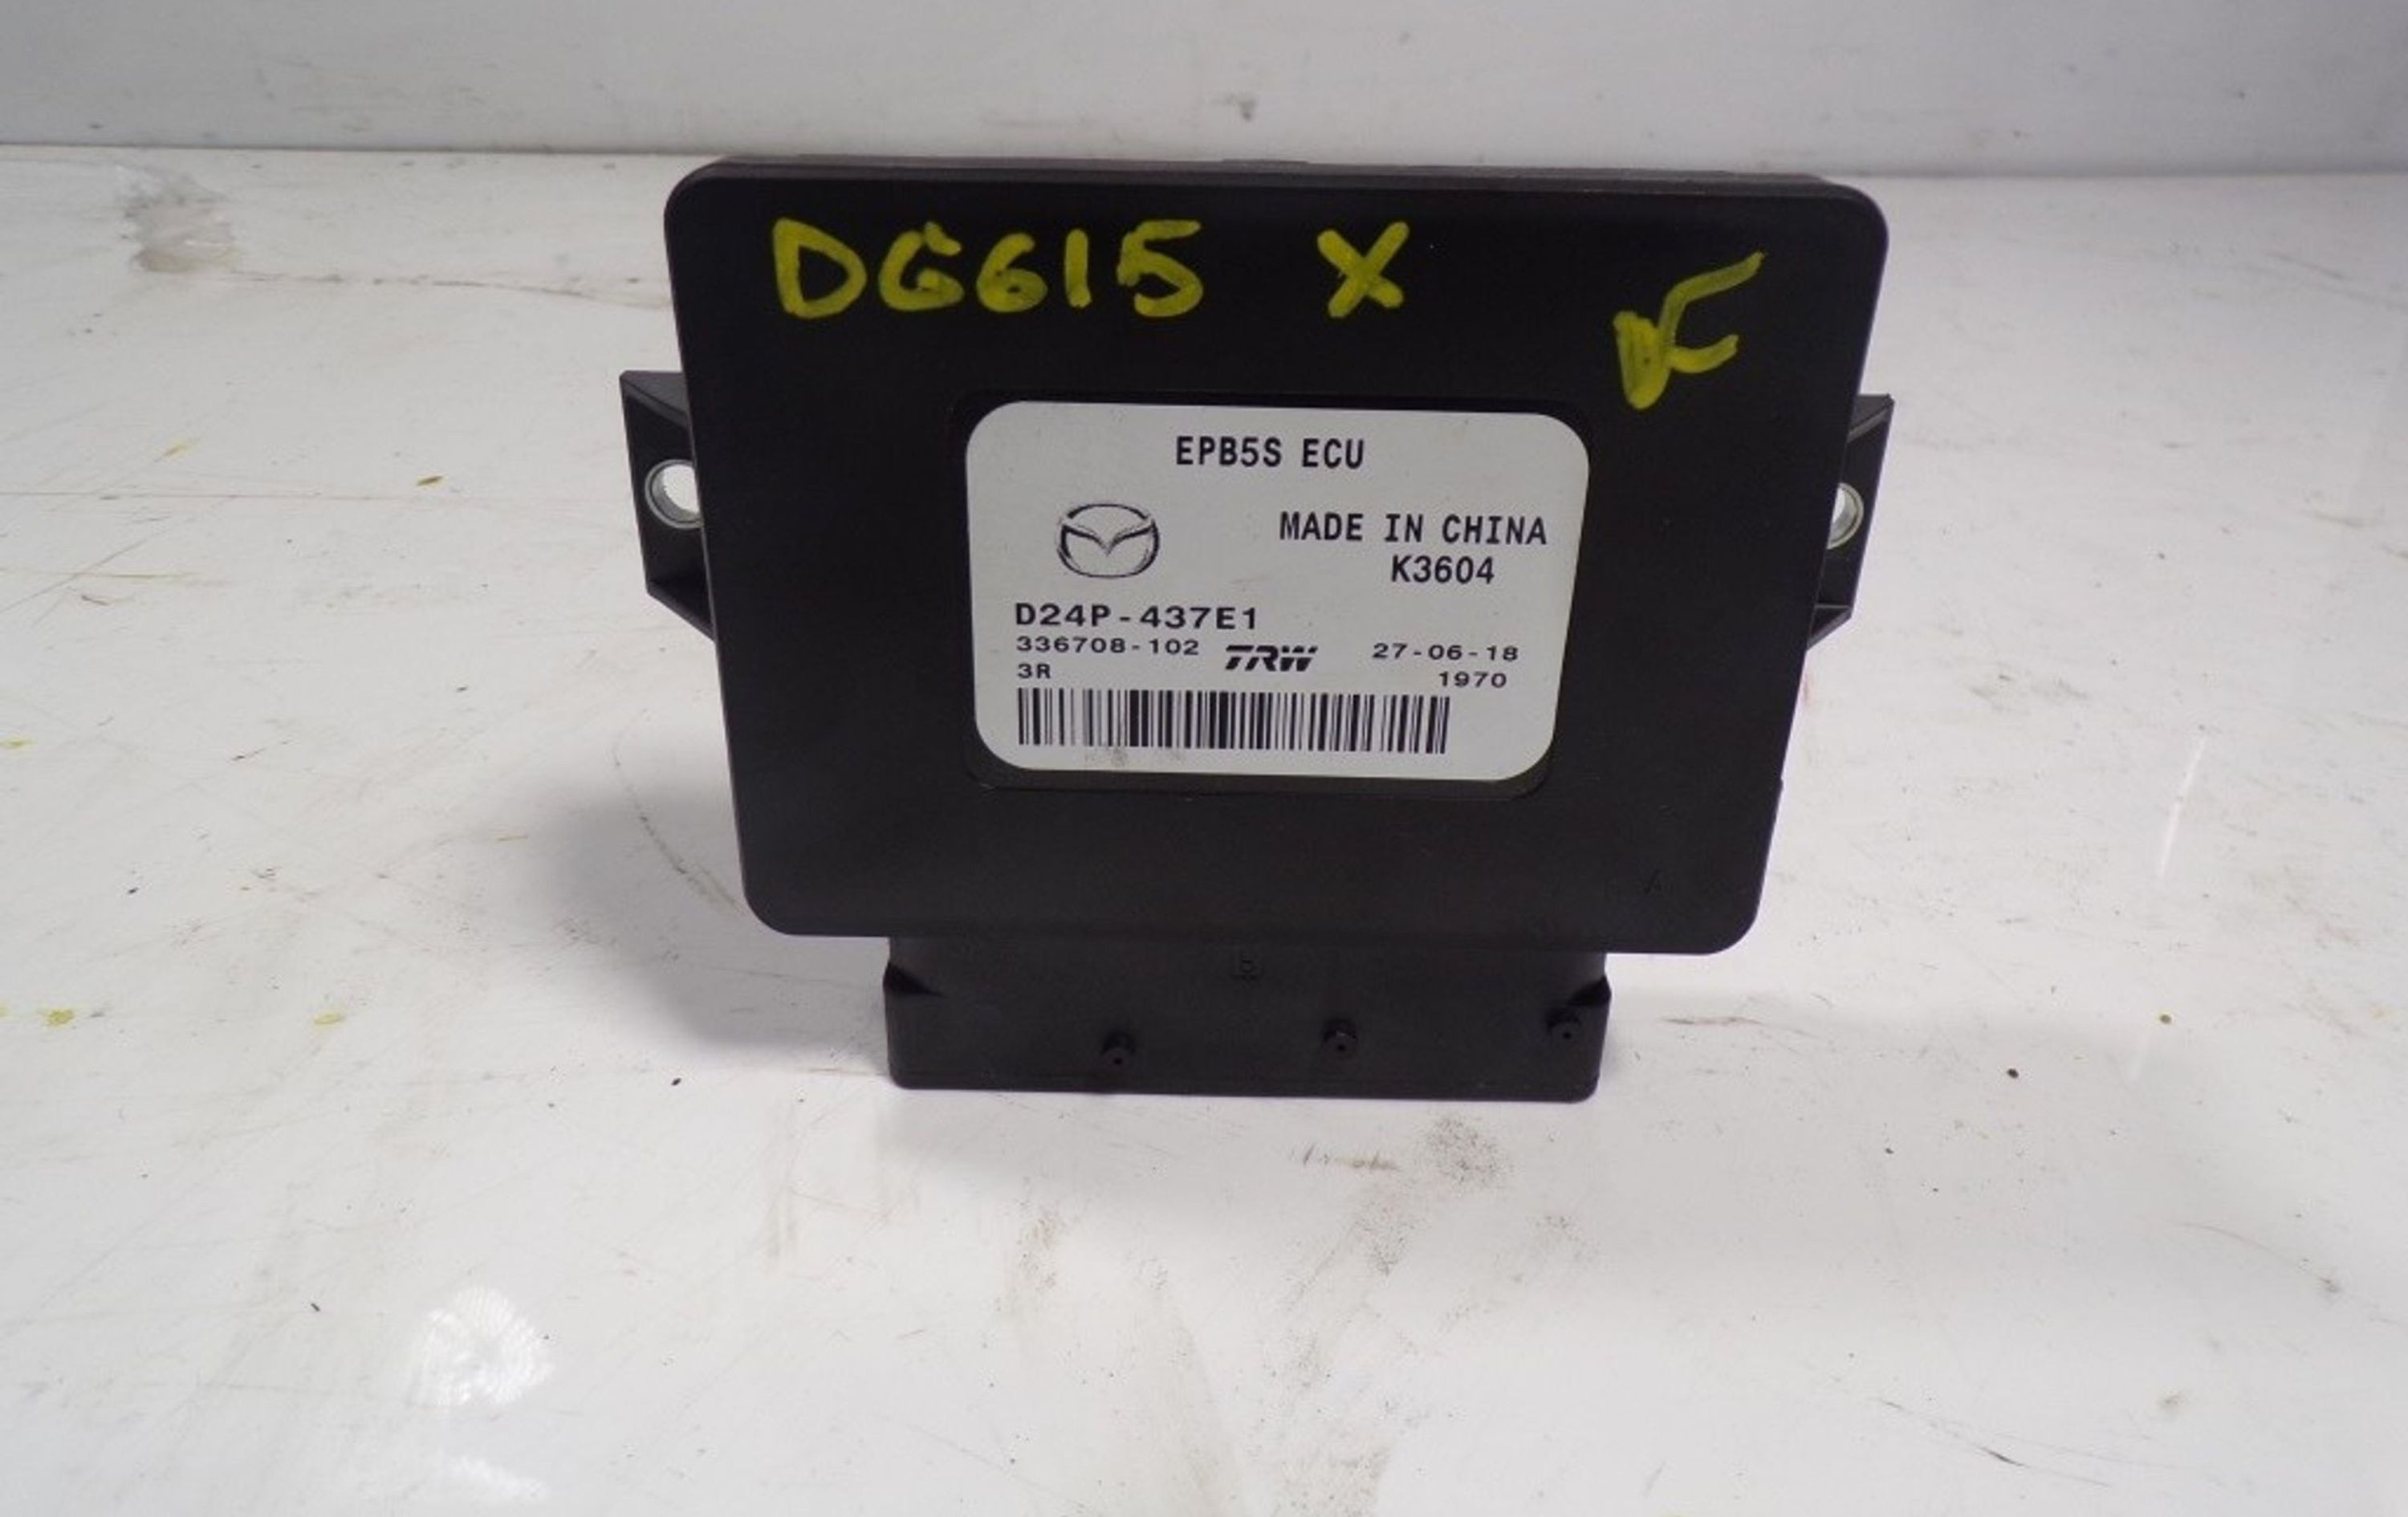 DG615 X
EPB5S ECU
MADE IN CHINA
K3604
D24P-437E1
336708-102 TRW 27-06-18
3R 1970